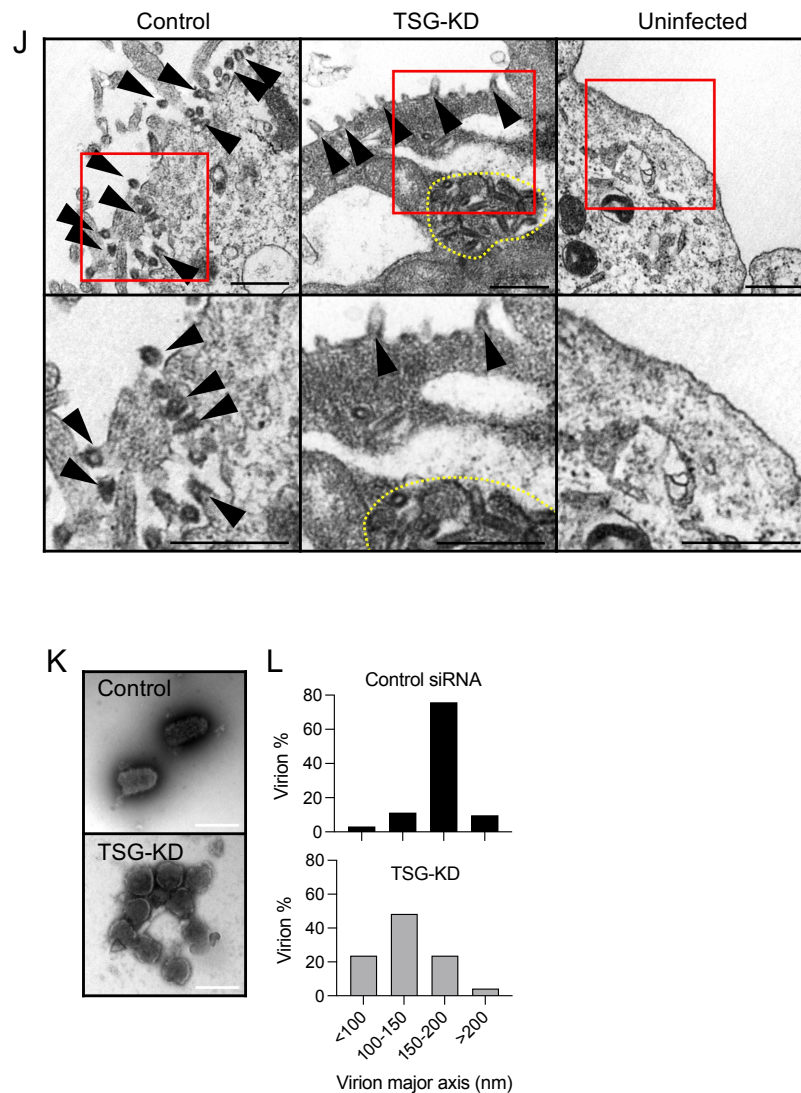 J
Control
TSG-KD
Uninfected
K
Control
TSG-KD
L
Control siRNA
Virion %
80
60
40
20
0
TSG-KD
Virion %
80
60
40
20
0
<100
100-150
150-200
>200
Virion major axis (nm)